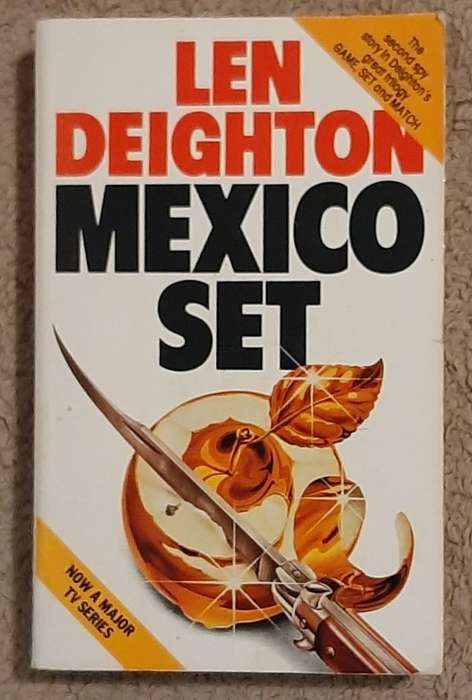 The
second spy
story in Deighton's
great trilogy
GAME, SET and MATCH
LEN
DEIGHTON
MEXICO
SET
NOW A MAJOR
TV SERIES